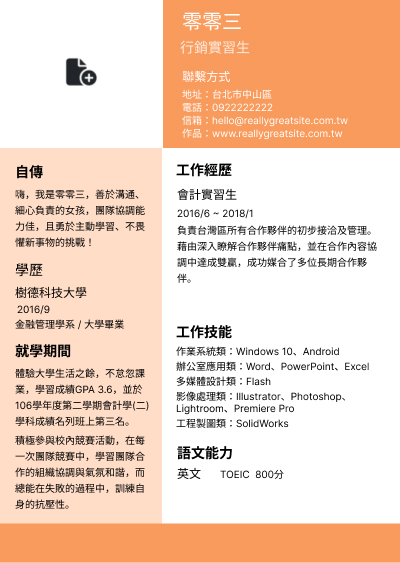 零零三
行銷實習生
聯繫方式
地址：台北市中山區
電話：0922222222
信箱：hello@reallygreatsite.com.tw
作品：www.reallygreatsite.com.tw
自傳
嗨，我是零零三，善於溝通、
細心負責的女孩，團隊協調能
力佳，且勇於主動學習、不畏
懼新事物的挑戰！
學歷
樹德科技大學
2016/9
金融管理學系 / 大學畢業
就學期間
體驗大學生活之餘，不怠忽課
業，學習成績GPA 3.6，並於
106學年度第二學期會計學(二)
學科成績名列班上第三名。
積極參與校內競賽活動，在每
一次團隊競賽中，學習團隊合
作的組織協調與氣氛和諧，而
總能在失敗的過程中，訓練自
身的抗壓性。
工作經歷
會計實習生
2016/6 ~ 2018/1
負責台灣區所有合作夥伴的初步接洽及管理。
藉由深入瞭解合作夥伴痛點，並在合作內容協
調中達成雙贏，成功媒合了多位長期合作夥
伴。
工作技能
作業系統類：Windows 10、Android
辦公室應用類：Word、PowerPoint、Excel
多媒體設計類：Flash
影像處理類：Illustrator、Photoshop、
Lightroom、Premiere Pro
工程製圖類：SolidWorks
語文能力
英文 TOEIC 800分